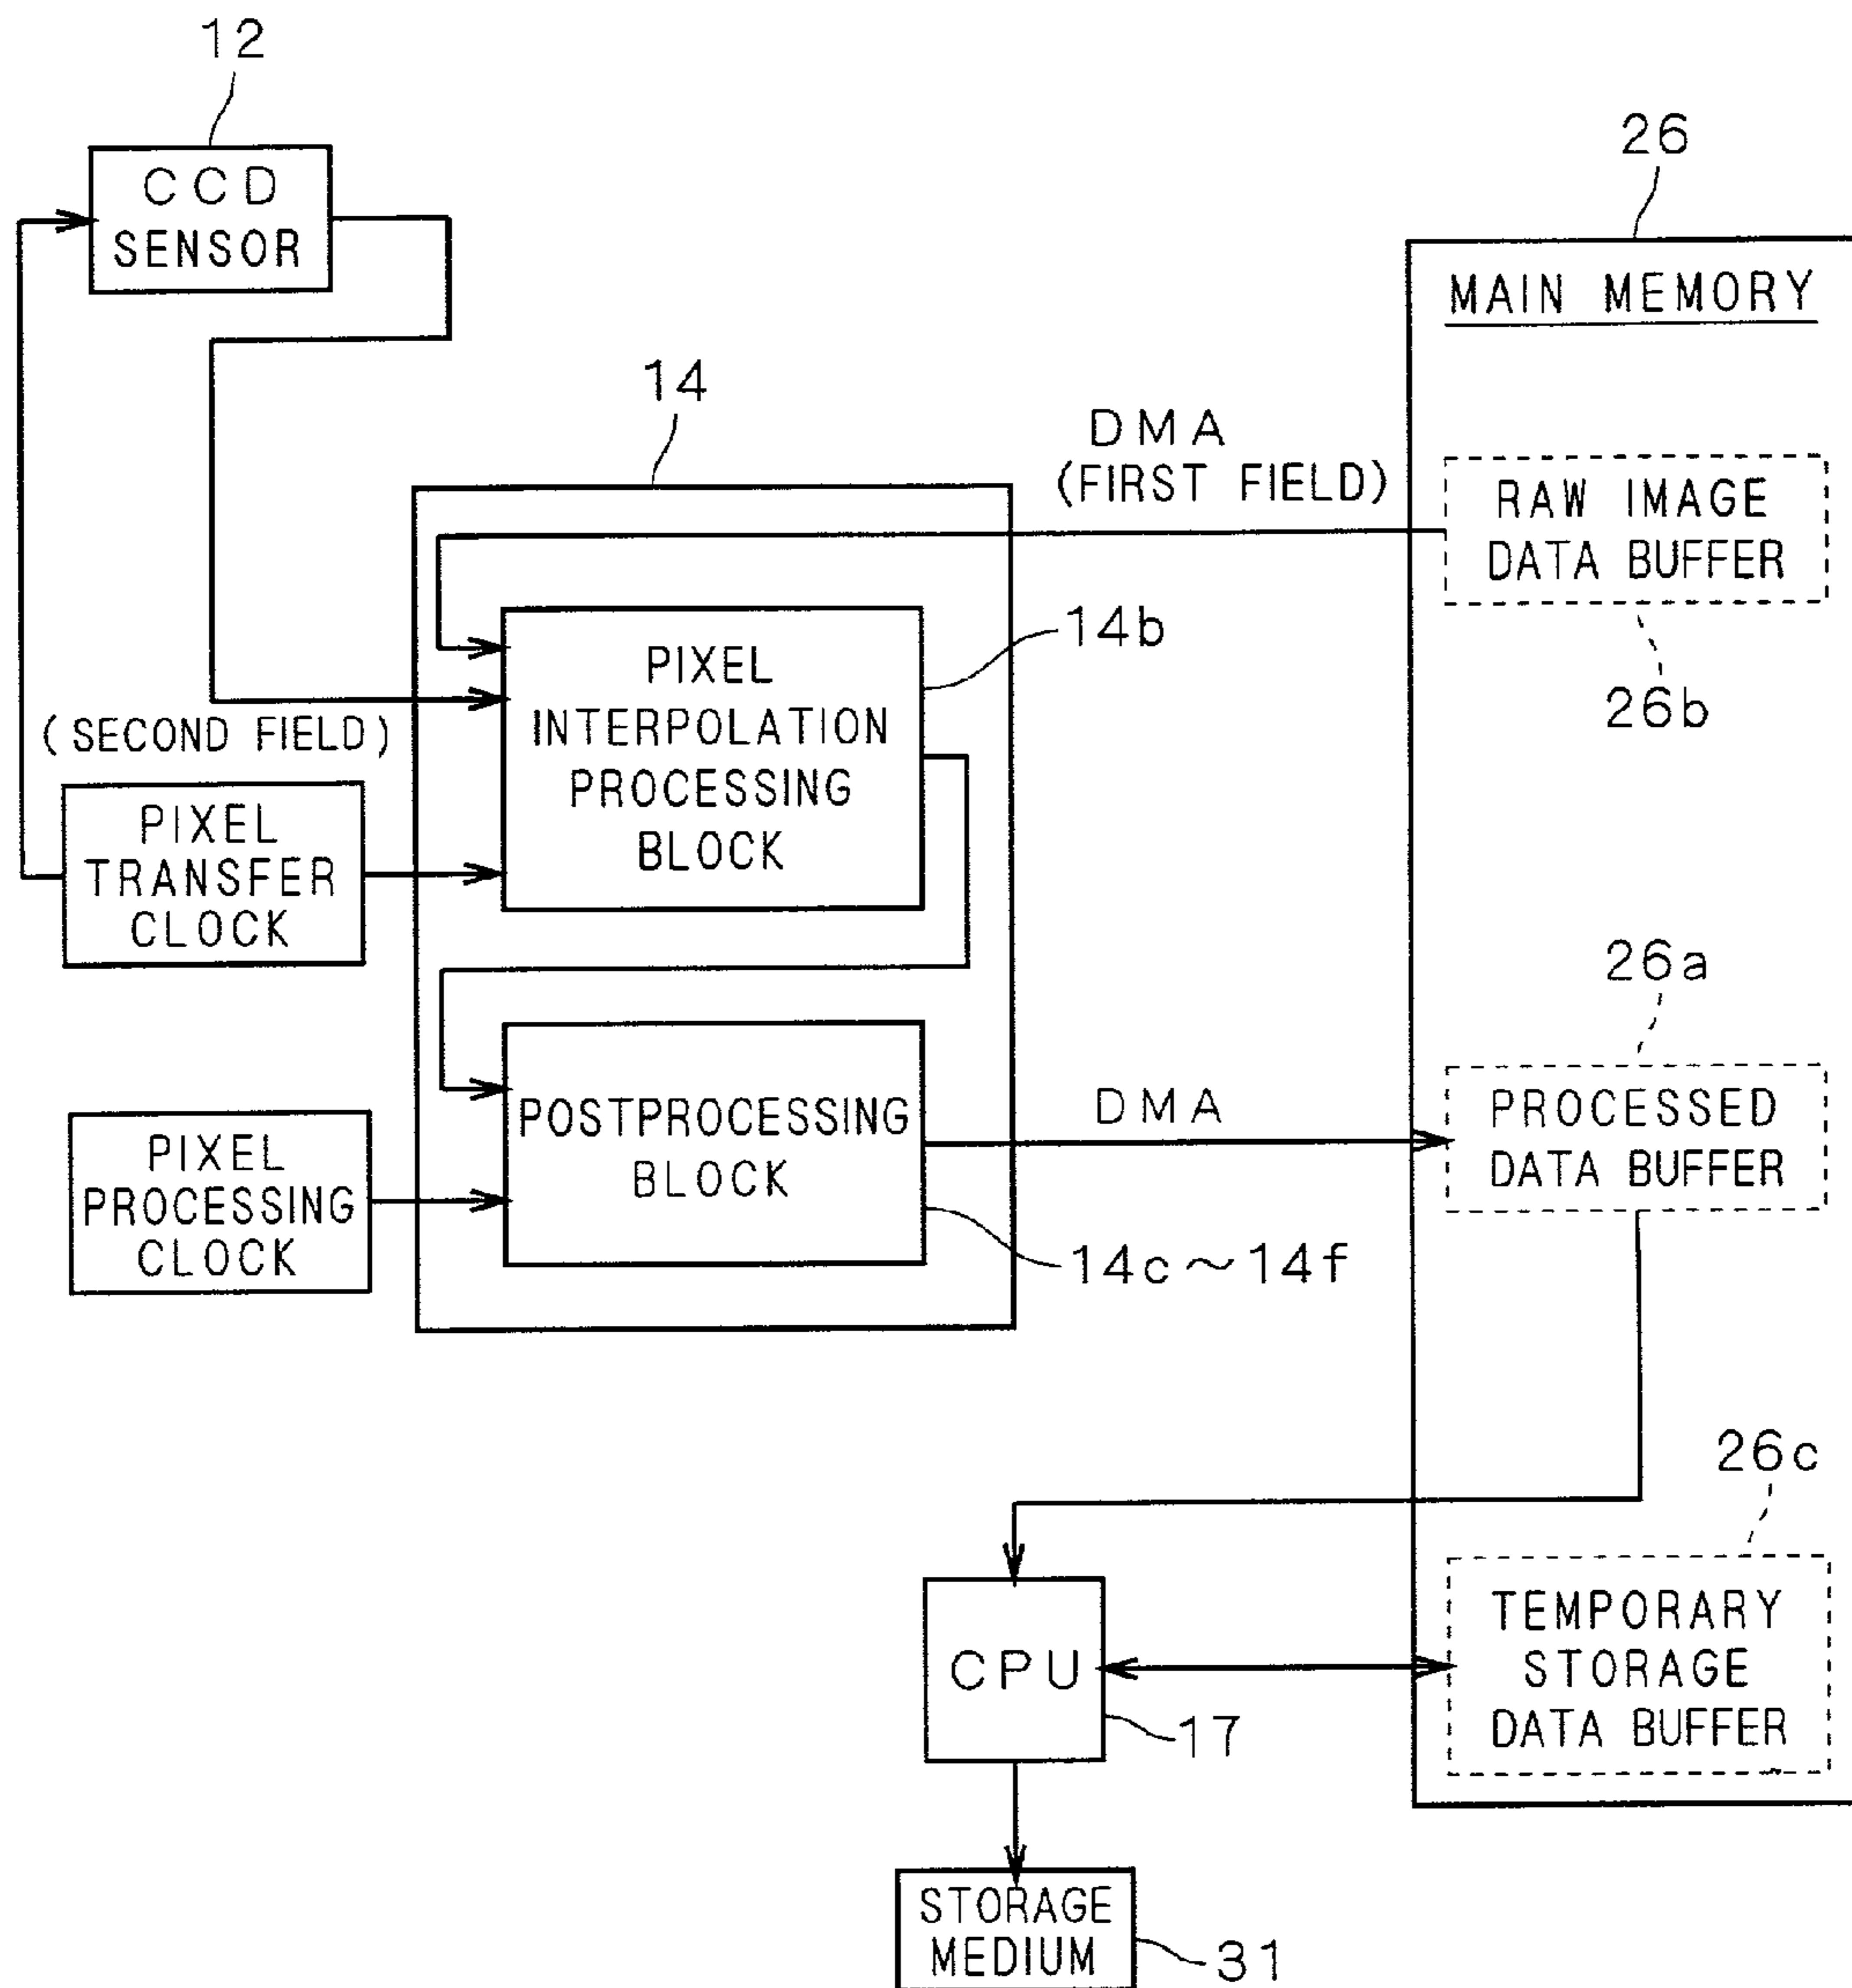 12
CCD
SENSOR
26
MAIN MEMORY
14
DMA
(FIRST FIELD)
RAW IMAGE
DATA BUFFER
26b
14b
PIXEL
INTERPOLATION
PROCESSING
BLOCK
(SECOND FIELD)
PIXEL
TRANSFER
CLOCK
26a
PROCESSED
DATA BUFFER
DMA
POSTPROCESSING
BLOCK
14c~14f
PIXEL
PROCESSING
CLOCK
26c
TEMPORARY
STORAGE
DATA BUFFER
CPU
17
STORAGE
MEDIUM
31